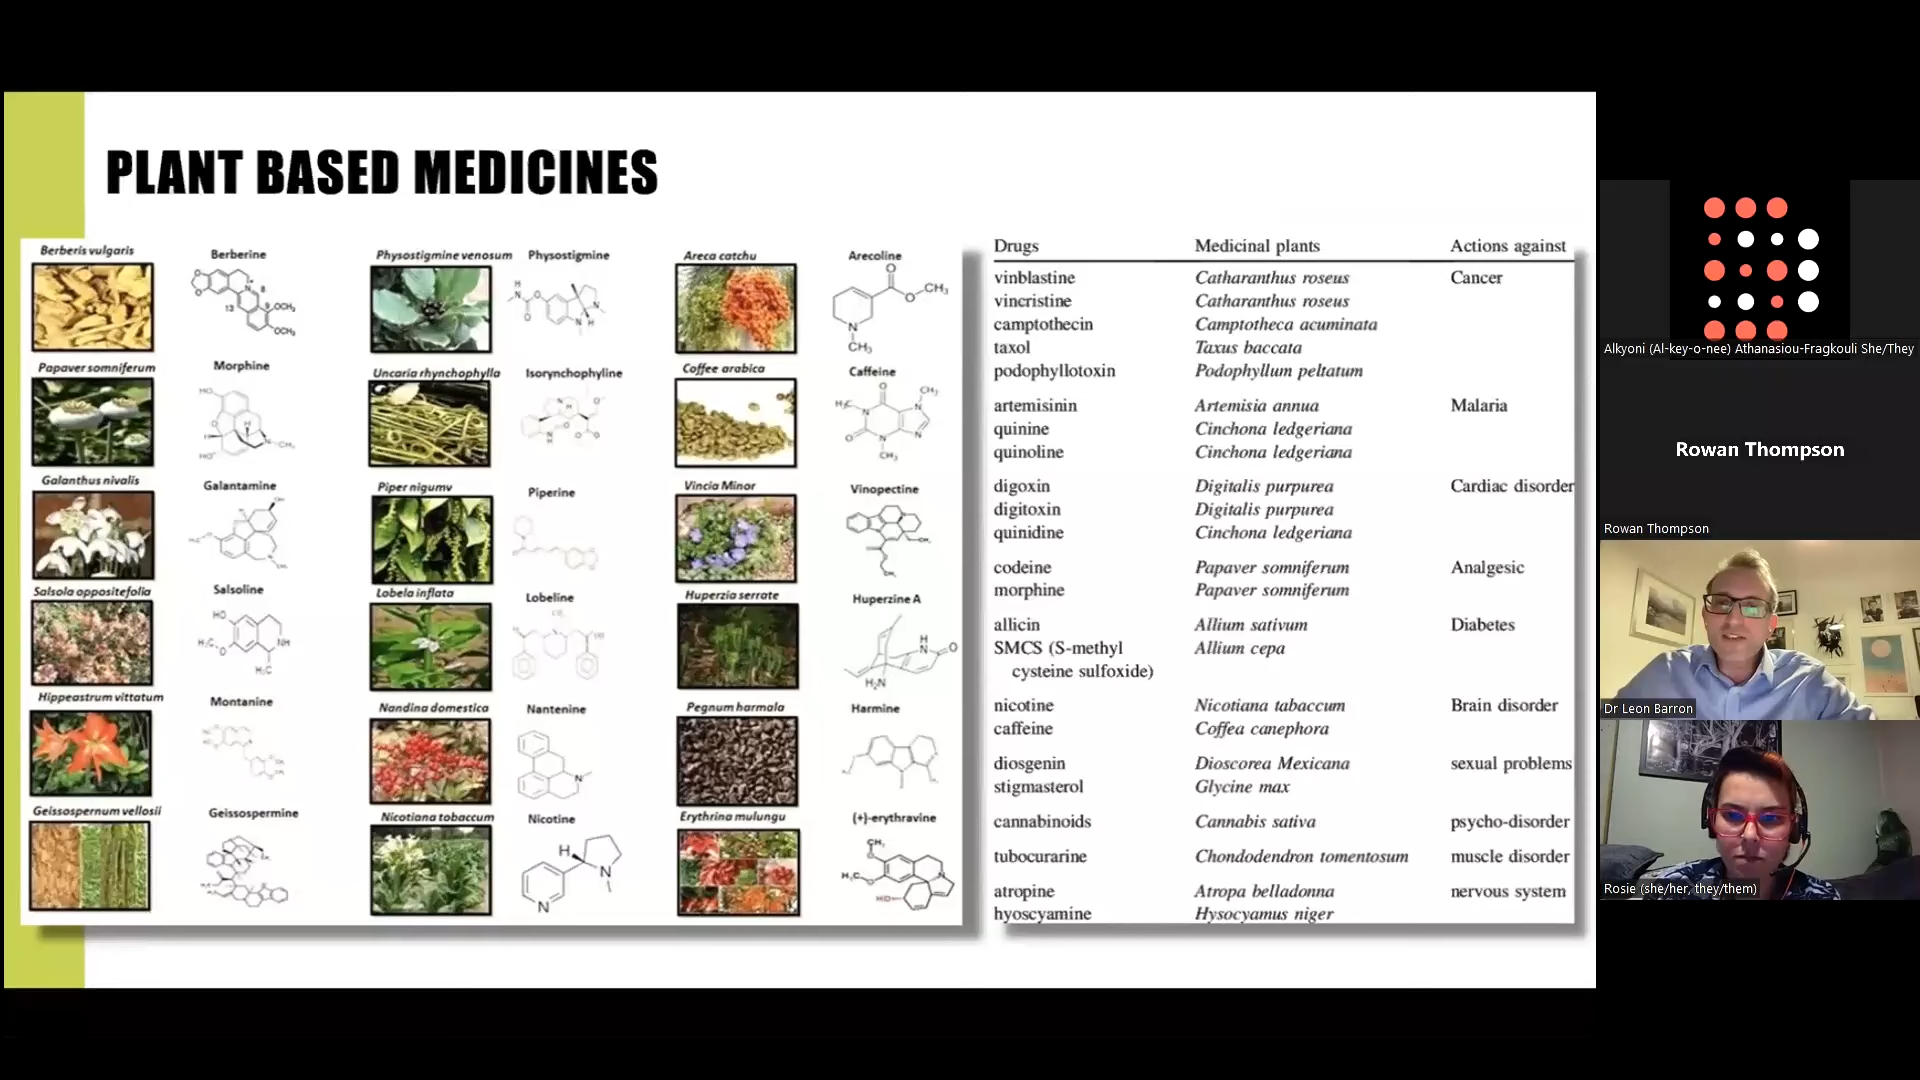 PLANT BASED MEDICINES
Berberis vulgaris
Berberine
Physostigmine venosum
Physostigmine
Areca catchu
Arecoline
Papaver somniferum
Morphine
Uncaria rhynchophylla
Isorynchophyline
Coffee arabica
Caffeine
Galanthus nivalis
Galantamine
Piper nigumv
Piperine
Vincia Minor
Vinopectine
Salsola oppositefolia
Salsoline
Lobela inflata
Lobeline
Huperzia serrate
Huperzine A
Hippeastrum vittatum
Montanine
Nandina domestica
Nantenine
Pegnum harmala
Harmine
Geissospernum vellosii
Geissospermine
Nicotiana tobaccum
Nicotine
Erythrina mulungu
(+)-erythravine
Drugs Medicinal plants Actions against
vinblastine Catharanthus roseus Cancer
vincristine Catharanthus roseus
camptothecin Camptotheca acuminata
taxol Taxus baccata
podophyllotoxin Podophyllum peltatum
artemisinin Artemisia annua Malaria
quinine Cinchona ledgeriana
quinoline Cinchona ledgeriana
digoxin Digitalis purpurea Cardiac disorder
digitoxin Digitalis purpurea
quinidine Cinchona ledgeriana
codeine Papaver somniferum Analgesic
morphine Papaver somniferum
allicin Allium sativum Diabetes
SMCS (S-methyl Allium cepa
cysteine sulfoxide)
nicotine Nicotiana tabaccum Brain disorder
caffeine Coffea canephora
diosgenin Dioscorea Mexicana sexual problems
stigmasterol Glycine max
cannabinoids Cannabis sativa psycho-disorder
tubocurarine Chondodendron tomentosum muscle disorder
atropine Atropa belladonna nervous system
hyoscyamine Hysocyamus niger
Alkyoni (Al-key-o-nee) Athanasiou-Fragkouli She/They
Rowan Thompson
Rowan Thompson
Dr Leon Barron
Rosie (she/her, they/them)